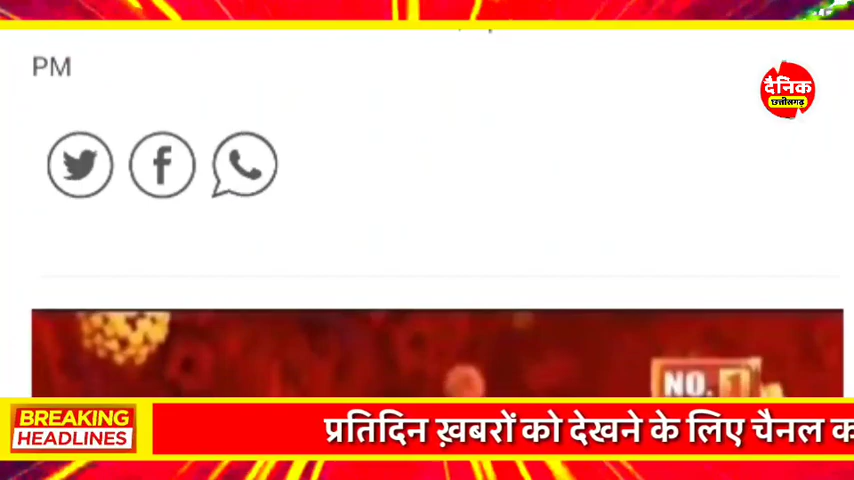 PM
दैनिक
छत्तीसगढ़
NO. 1
BREAKING
HEADLINES
प्रतिदिन ख़बरों को देखने के लिए चैनल क